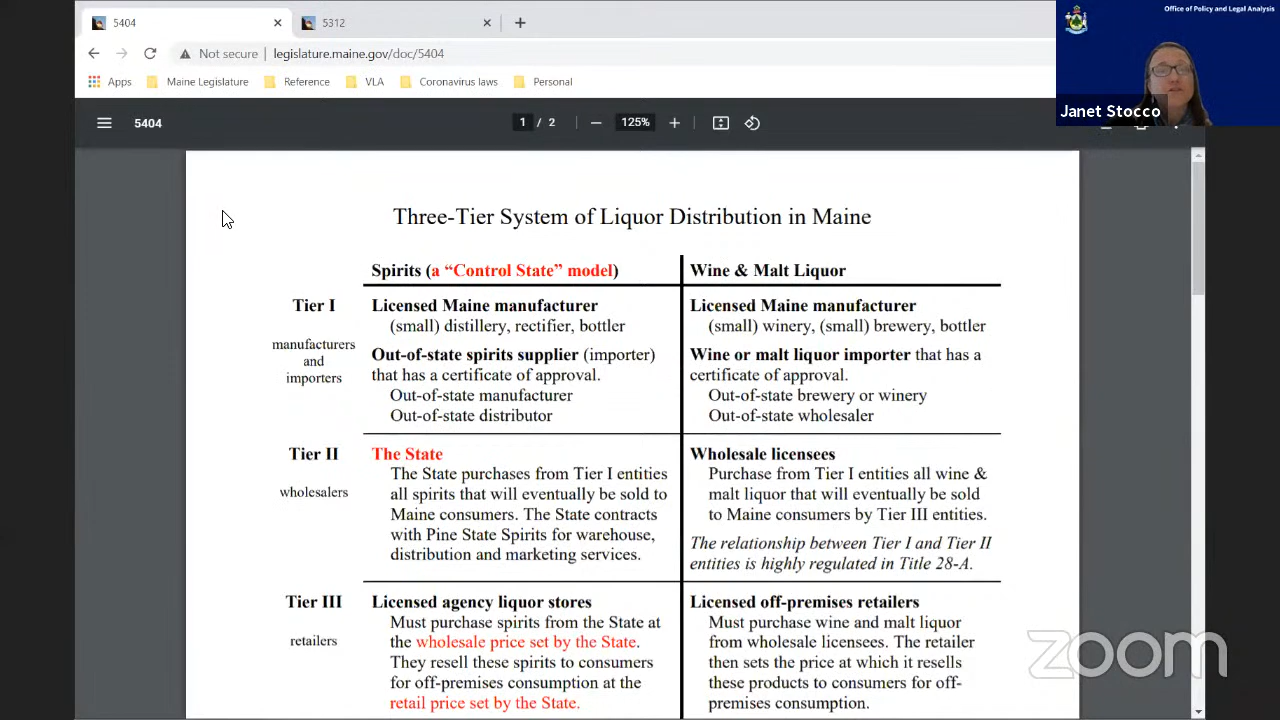 5404
5312
Not secure | legislature.maine.gov/doc/5404
Apps Maine Legislature Reference VLA Coronavirus laws Personal
Office of Policy and Legal Analysis
Janet Stocco
5404 1 / 2 125%
Three-Tier System of Liquor Distribution in Maine
Spirits (a “Control State” model)
Wine & Malt Liquor
Tier I
manufacturers
and
importers
Licensed Maine manufacturer
(small) distillery, rectifier, bottler
Out-of-state spirits supplier (importer)
that has a certificate of approval.
Out-of-state manufacturer
Out-of-state distributor
Licensed Maine manufacturer
(small) winery, (small) brewery, bottler
Wine or malt liquor importer that has a
certificate of approval.
Out-of-state brewery or winery
Out-of-state wholesaler
Tier II
wholesalers
The State
The State purchases from Tier I entities
all spirits that will eventually be sold to
Maine consumers. The State contracts
with Pine State Spirits for warehouse,
distribution and marketing services.
Wholesale licensees
Purchase from Tier I entities all wine &
malt liquor that will eventually be sold
to Maine consumers by Tier III entities.
The relationship between Tier I and Tier II
entities is highly regulated in Title 28-A.
Tier III
retailers
Licensed agency liquor stores
Must purchase spirits from the State at
the wholesale price set by the State.
They resell these spirits to consumers
for off-premises consumption at the
retail price set by the State.
Licensed off-premises retailers
Must purchase wine and malt liquor
from wholesale licensees. The retailer
then sets the price at which it resells
these products to consumers for off-
premises consumption.
zoom